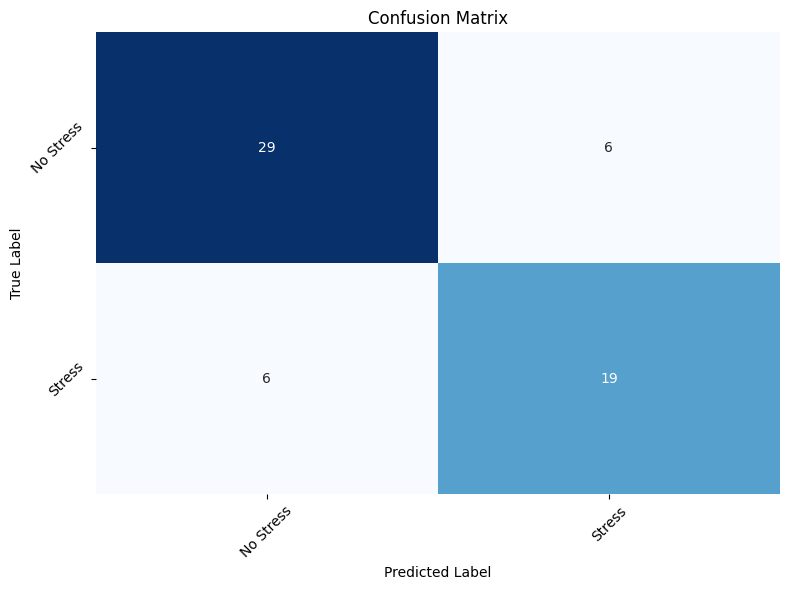 Confusion Matrix
True Label
No Stress
29
6
Stress
6
19
No Stress
Stress
Predicted Label